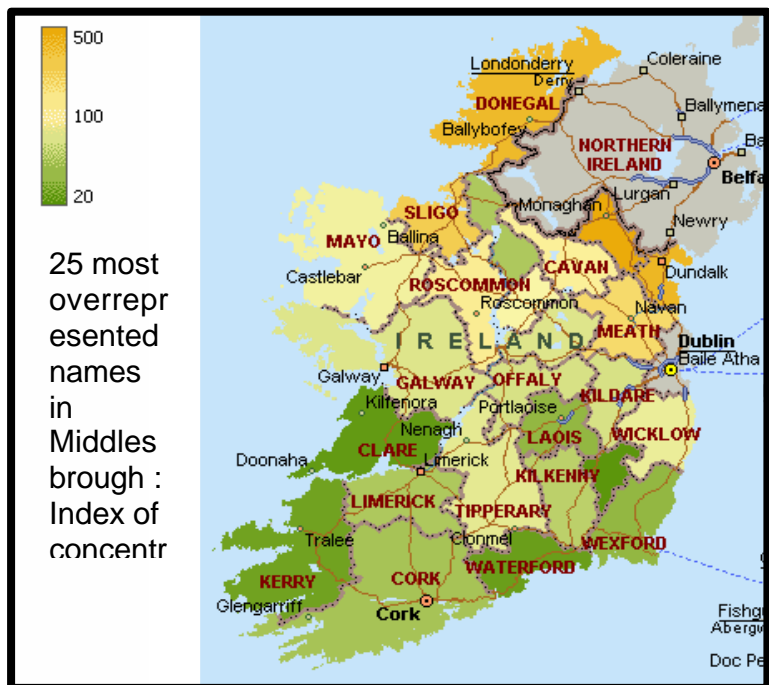 500
100
20
25 most
overrepr
esented
names
in
Middles
brough :
Index of
concentr
Londonderry
Derry
Coleraine
DONEGAL
Ballymena
Ballybofey
NORTHERN
IRELAND
Belfa
Lurgan
Monaghan
Newry
SLIGO
MAYO
Ballina
CAVAN
Dundalk
Castlebar
ROSCOMMON
Roscommon
Navan
MEATH
IRELAND
Dublin
Baile Atha
Galway
GALWAY
OFFALY
KILDARE
Kilfenora
Portlaoise
Nenagh
LAOIS
WICKLOW
CLARE
Doonaha
Limerick
KILKENNY
LIMERICK
TIPPERARY
Tralee
Clonmel
WEXFORD
WATERFORD
KERRY
CORK
Glengarriff
Cork
Fishgu
Abergw
Doc Pe